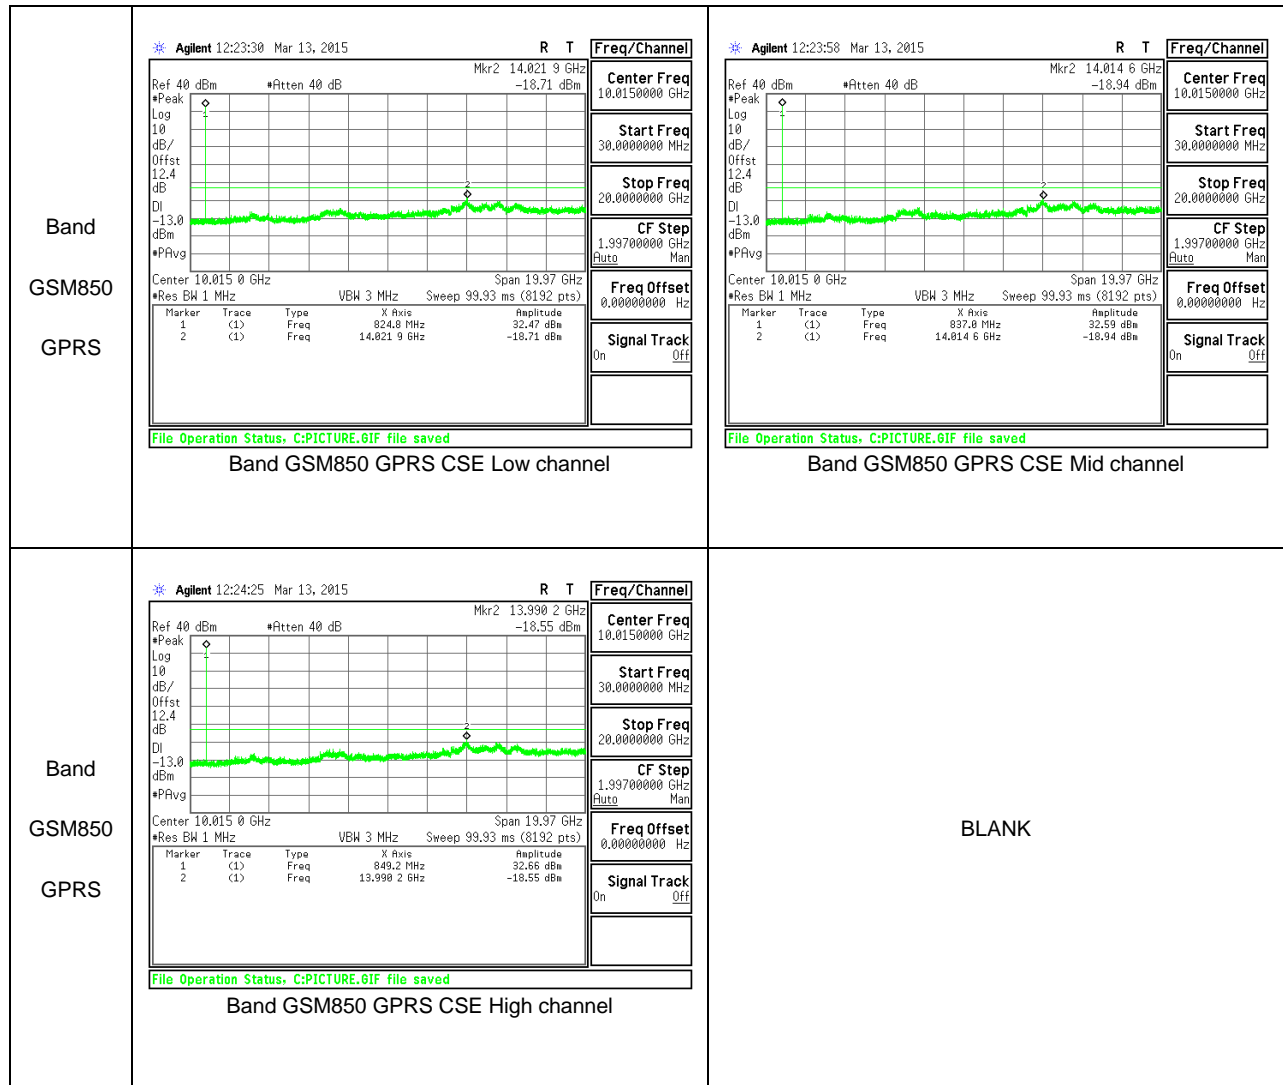 Band
GSM850
GPRS
Agilent 12:23:30 Mar 13, 2015 R T
Freq/Channel
Mkr2 14.021 9 GHz
Ref 40 dBm #Atten 40 dB -18.71 dBm
#Peak
Log
10
dB/
Offst
12.4
dB
DI
-13.0
dBm
#PAvg
1
2
Center 10.015 0 GHz Span 19.97 GHz
#Res BW 1 MHz VBW 3 MHz Sweep 99.93 ms (8192 pts)
Marker Trace Type X Axis Amplitude
1 (1) Freq 824.8 MHz 32.47 dBm
2 (1) Freq 14.021 9 GHz -18.71 dBm
Center Freq
10.0150000 GHz
Start Freq
30.0000000 MHz
Stop Freq
20.0000000 GHz
CF Step
1.99700000 GHz
Auto Man
Freq Offset
0.00000000 Hz
Signal Track
On Off
File Operation Status, C:PICTURE.GIF file saved
Band GSM850 GPRS CSE Low channel
Agilent 12:23:58 Mar 13, 2015 R T
Freq/Channel
Mkr2 14.014 6 GHz
Ref 40 dBm #Atten 40 dB -18.94 dBm
#Peak
Log
10
dB/
Offst
12.4
dB
DI
-13.0
dBm
#PAvg
1
2
Center 10.015 0 GHz Span 19.97 GHz
#Res BW 1 MHz VBW 3 MHz Sweep 99.93 ms (8192 pts)
Marker Trace Type X Axis Amplitude
1 (1) Freq 837.0 MHz 32.59 dBm
2 (1) Freq 14.014 6 GHz -18.94 dBm
Center Freq
10.0150000 GHz
Start Freq
30.0000000 MHz
Stop Freq
20.0000000 GHz
CF Step
1.99700000 GHz
Auto Man
Freq Offset
0.00000000 Hz
Signal Track
On Off
File Operation Status, C:PICTURE.GIF file saved
Band GSM850 GPRS CSE Mid channel
Band
GSM850
GPRS
Agilent 12:24:25 Mar 13, 2015 R T
Freq/Channel
Mkr2 13.990 2 GHz
Ref 40 dBm #Atten 40 dB -18.55 dBm
#Peak
Log
10
dB/
Offst
12.4
dB
DI
-13.0
dBm
#PAvg
1
2
Center 10.015 0 GHz Span 19.97 GHz
#Res BW 1 MHz VBW 3 MHz Sweep 99.93 ms (8192 pts)
Marker Trace Type X Axis Amplitude
1 (1) Freq 849.2 MHz 32.66 dBm
2 (1) Freq 13.990 2 GHz -18.55 dBm
Center Freq
10.0150000 GHz
Start Freq
30.0000000 MHz
Stop Freq
20.0000000 GHz
CF Step
1.99700000 GHz
Auto Man
Freq Offset
0.00000000 Hz
Signal Track
On Off
File Operation Status, C:PICTURE.GIF file saved
Band GSM850 GPRS CSE High channel
BLANK